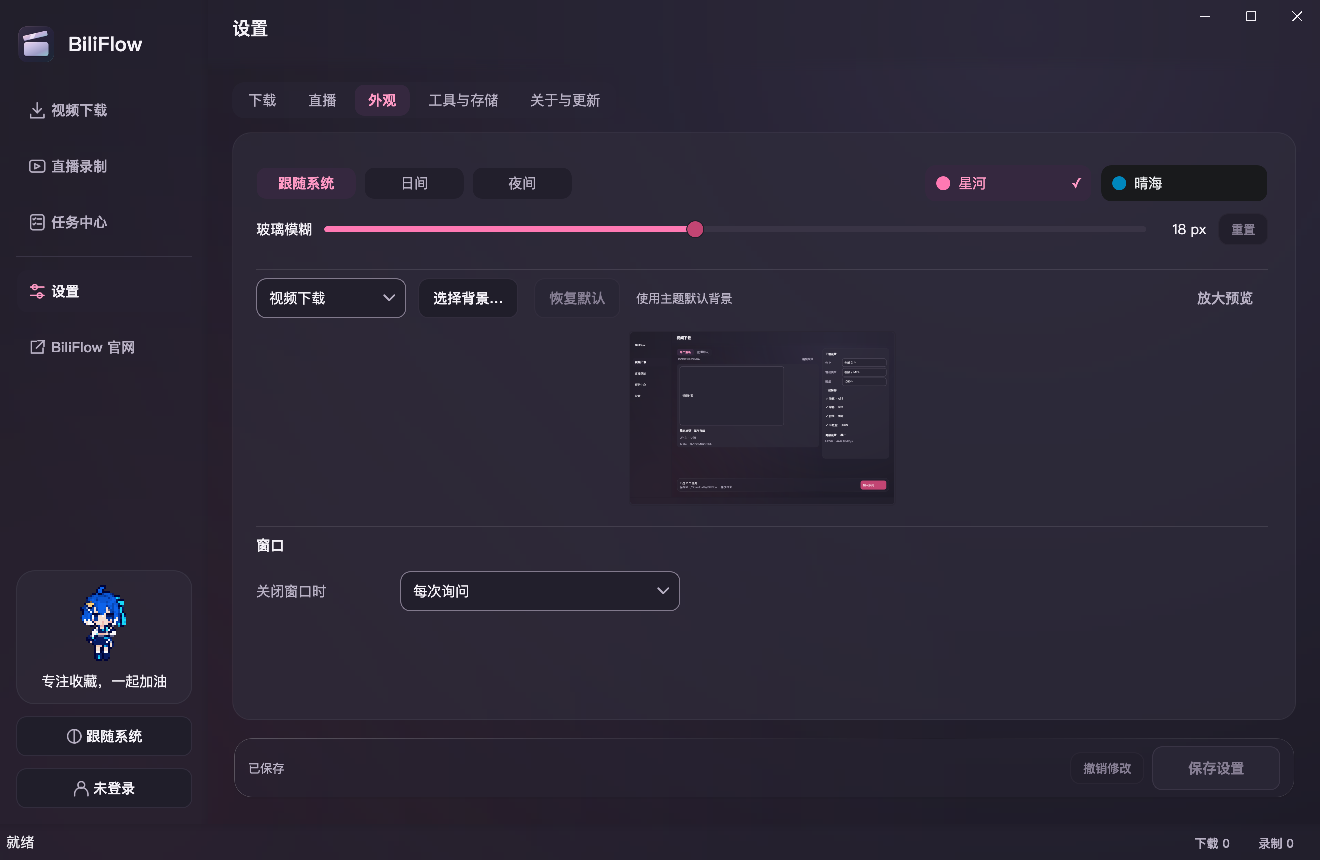 设置
BiliFlow
视频下载
直播录制
任务中心
设置
BiliFlow 官网
专注收藏，一起加油
跟随系统
未登录
下载 直播 外观 工具与存储 关于与更新
跟随系统 日间 夜间 星河 晴海
玻璃模糊 18 px 重置
视频下载 选择背景... 恢复默认 使用主题默认背景 放大预览
窗口
关闭窗口时 每次询问
已保存 撤销修改 保存设置
就绪 下载 0 录制 0